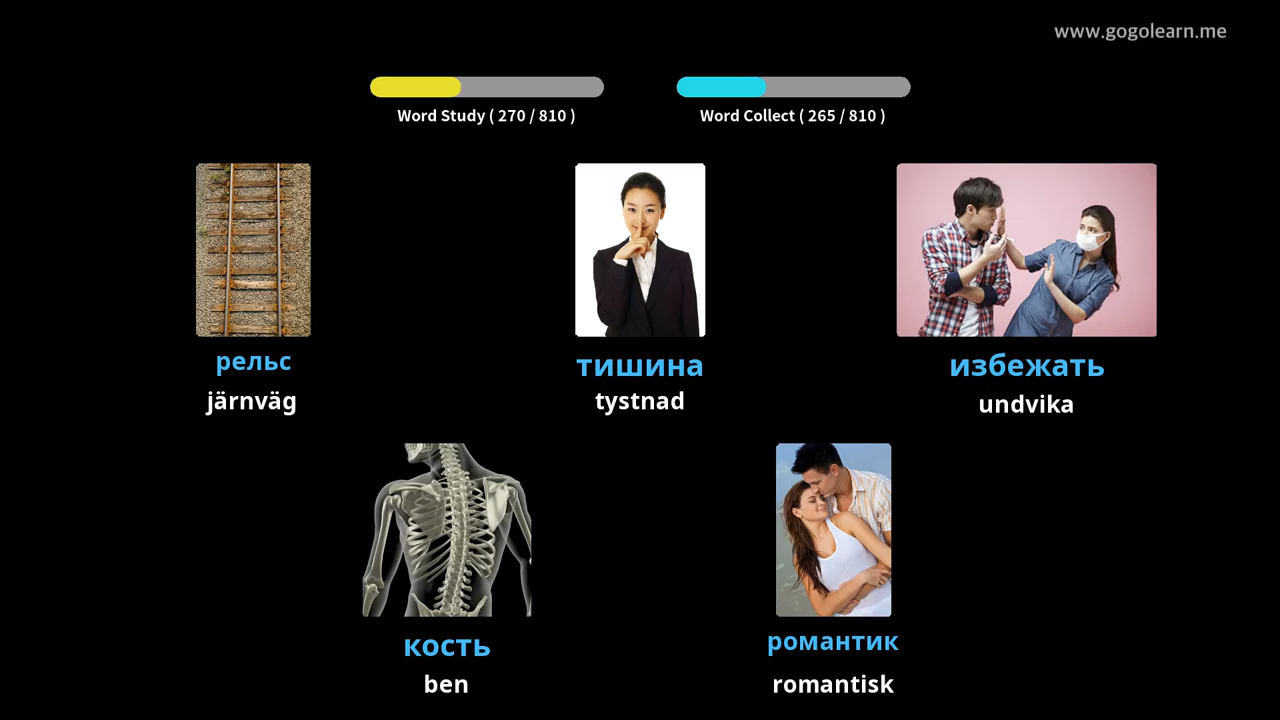 www.gogolearn.me
Word Study ( 270 / 810 )
Word Collect ( 265 / 810 )
рельс
järnväg
тишина
tystnad
избежать
undvika
кость
ben
романтик
romantisk